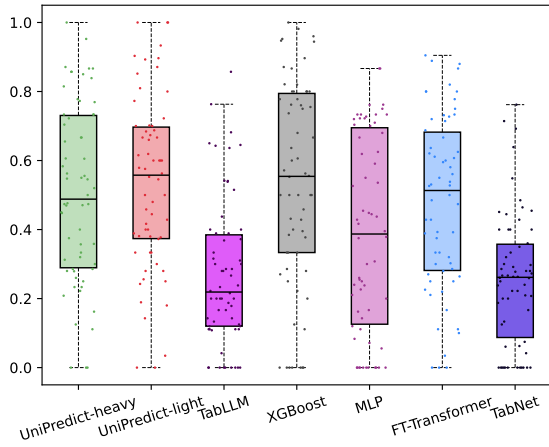 1.0
0.8
0.6
0.4
0.2
0.0
UniPredict-heavy
UniPredict-light
TabLLM
XGBoost
MLP
FT-Transformer
TabNet